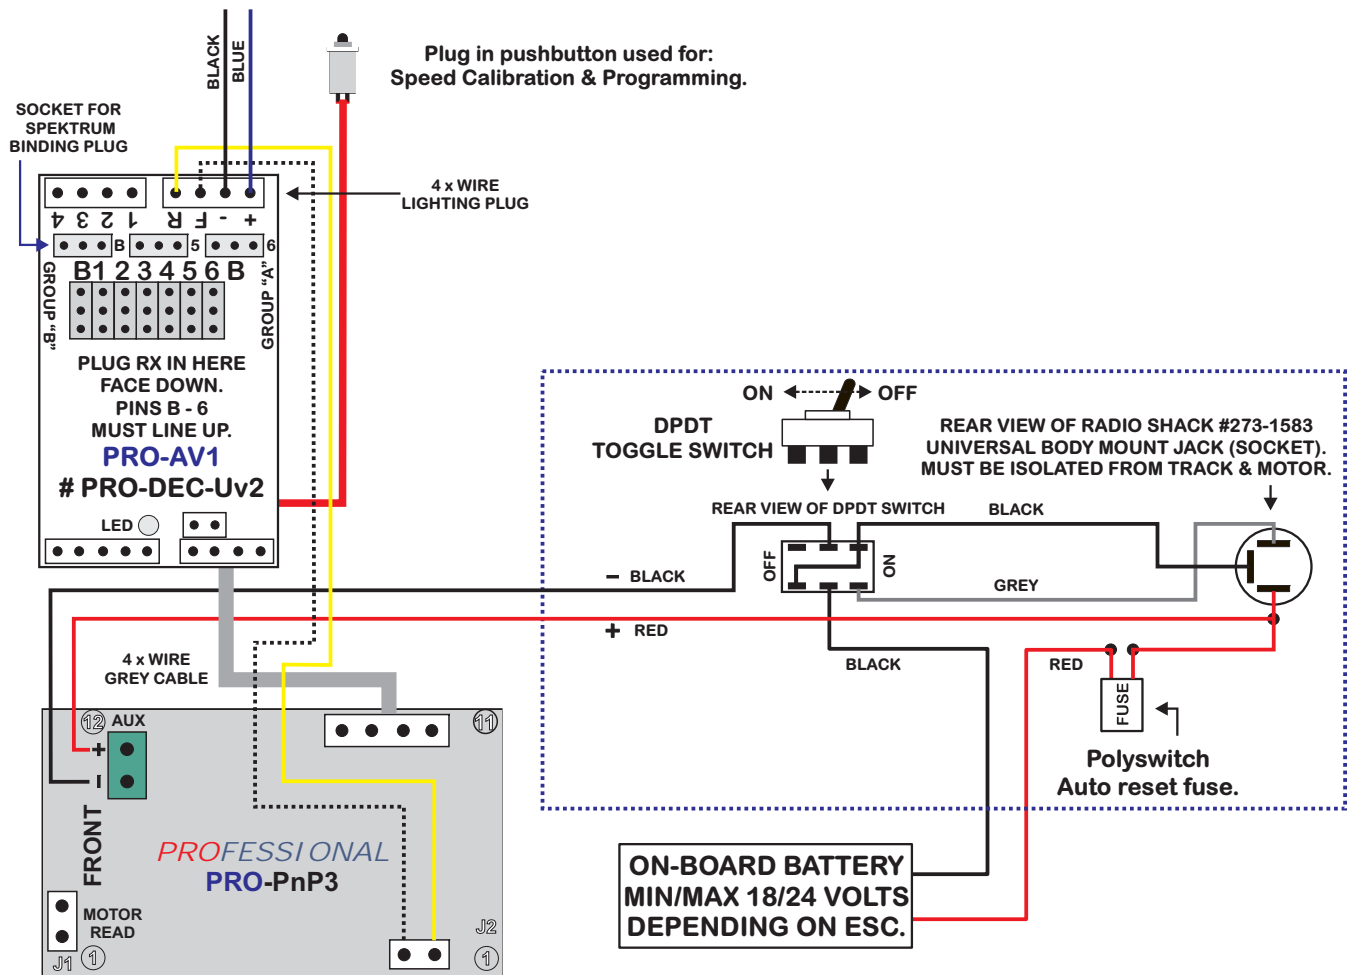 BLACK
BLUE
Plug in pushbutton used for:
Speed Calibration & Programming.
SOCKET FOR
SPEKTRUM
BINDING PLUG
4 x WIRE
LIGHTING PLUG
4 3 2 1 R F - +
B 5 6
B1 2 3 4 5 6 B
GROUP "B"
GROUP "A"
PLUG RX IN HERE
FACE DOWN.
PINS B - 6
MUST LINE UP.
PRO-AV1
# PRO-DEC-Uv2
LED
ON OFF
DPDT
TOGGLE SWITCH
REAR VIEW OF RADIO SHACK #273-1583
UNIVERSAL BODY MOUNT JACK (SOCKET).
MUST BE ISOLATED FROM TRACK & MOTOR.
REAR VIEW OF DPDT SWITCH
BLACK
OFF
ON
- BLACK
GREY
+ RED
BLACK
RED
FUSE
Polyswitch
Auto reset fuse.
4 x WIRE
GREY CABLE
12 AUX
11
+
-
FRONT
PROFESSIONAL
PRO-PnP3
MOTOR
READ
J1 1
J2
1
ON-BOARD BATTERY
MIN/MAX 18/24 VOLTS
DEPENDING ON ESC.